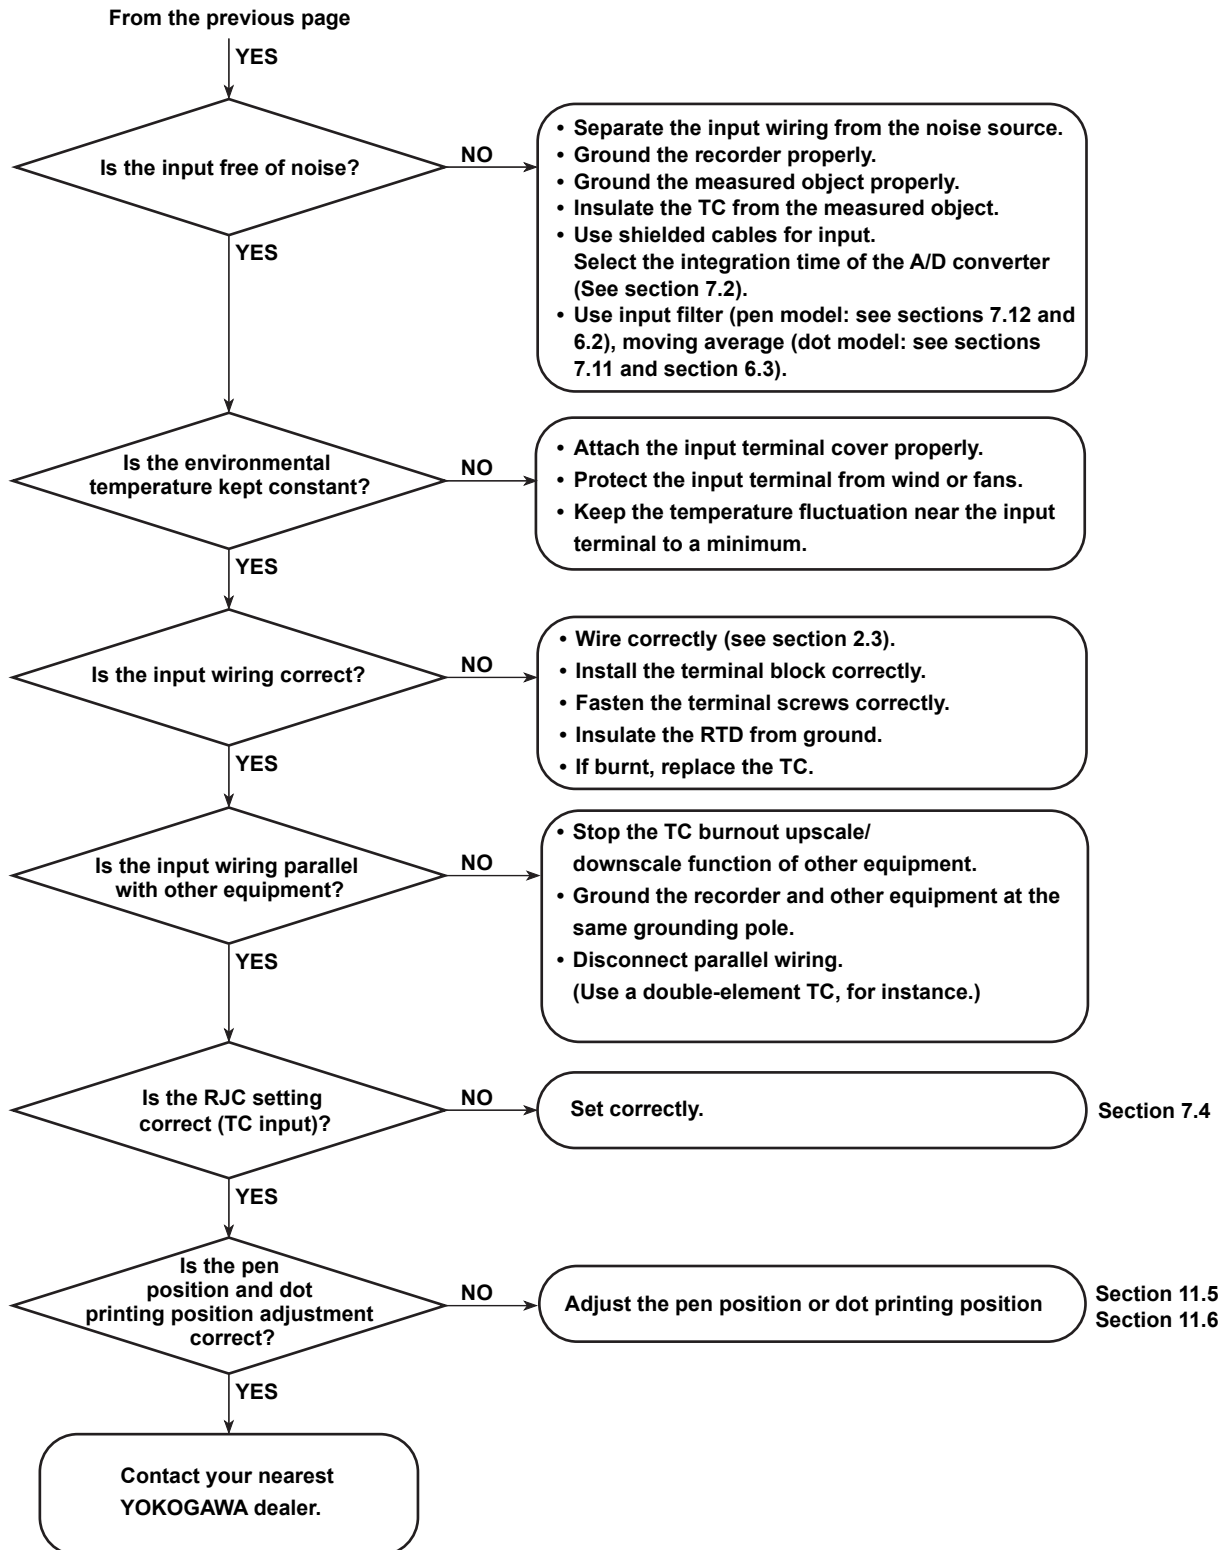 From the previous page
YES
Is the input free of noise?
NO
• Separate the input wiring from the noise source.
• Ground the recorder properly.
• Ground the measured object properly.
• Insulate the TC from the measured object.
• Use shielded cables for input.
Select the integration time of the A/D converter
(See section 7.2).
• Use input filter (pen model: see sections 7.12 and
6.2), moving average (dot model: see sections
7.11 and section 6.3).
YES
Is the environmental
temperature kept constant?
NO
• Attach the input terminal cover properly.
• Protect the input terminal from wind or fans.
• Keep the temperature fluctuation near the input
terminal to a minimum.
YES
Is the input wiring correct?
NO
• Wire correctly (see section 2.3).
• Install the terminal block correctly.
• Fasten the terminal screws correctly.
• Insulate the RTD from ground.
• If burnt, replace the TC.
YES
Is the input wiring parallel
with other equipment?
NO
• Stop the TC burnout upscale/
downscale function of other equipment.
• Ground the recorder and other equipment at the
same grounding pole.
• Disconnect parallel wiring.
(Use a double-element TC, for instance.)
YES
Is the RJC setting
correct (TC input)?
NO
Set correctly.
Section 7.4
YES
Is the pen
position and dot
printing position adjustment
correct?
NO
Adjust the pen position or dot printing position
Section 11.5
Section 11.6
YES
Contact your nearest
YOKOGAWA dealer.